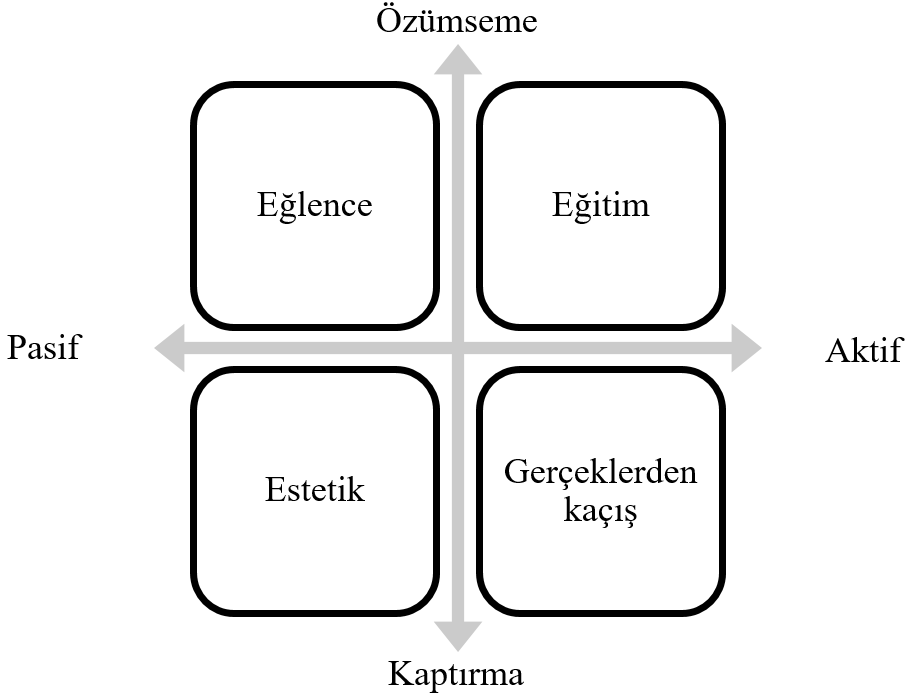 Özümseme
Eğlence
Eğitim
Pasif
Aktif
Estetik
Gerçeklerden
kaçış
Kaptırma